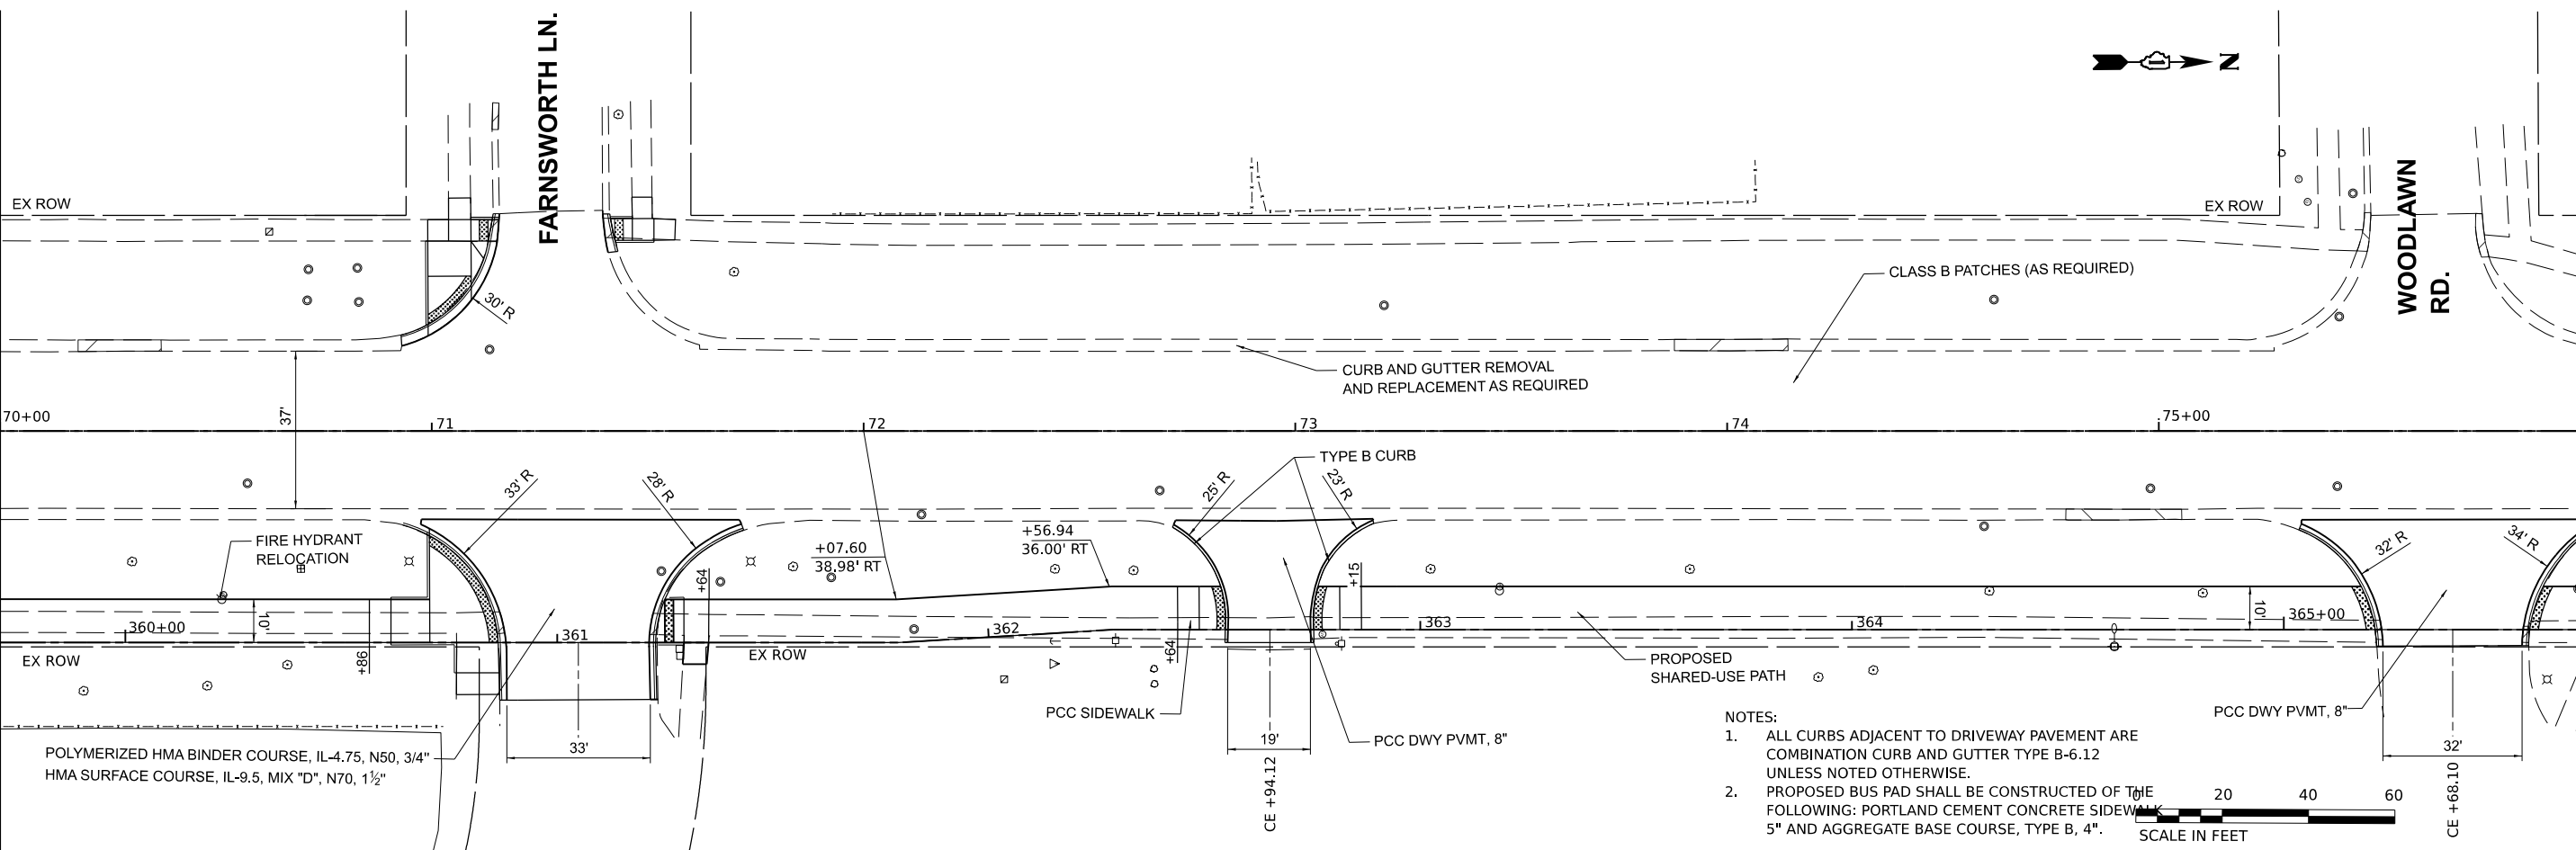 FARNSWORTH LN.
N
EX ROW
EX ROW
WOODLAWN
RD.
30' R
CLASS B PATCHES (AS REQUIRED)
CURB AND GUTTER REMOVAL
AND REPLACEMENT AS REQUIRED
37'
70+00
71
72
73
74
75+00
TYPE B CURB
33' R
28' R
25' R
23' R
FIRE HYDRANT
RELOCATION
+07.60
38.98' RT
+56.94
36.00' RT
32' R
34' R
+64
+15
10'
10'
360+00
361
362
363
364
365+00
EX ROW
+86
EX ROW
+64
PROPOSED
SHARED-USE PATH
PCC SIDEWALK
PCC DWY PVMT, 8"
PCC DWY PVMT, 8"
33'
19'
32'
CE +94.12
CE +68.10
POLYMERIZED HMA BINDER COURSE, IL-4.75, N50, 3/4"
HMA SURFACE COURSE, IL-9.5, MIX "D", N70, 1½"
NOTES:
1. ALL CURBS ADJACENT TO DRIVEWAY PAVEMENT ARE
COMBINATION CURB AND GUTTER TYPE B-6.12
UNLESS NOTED OTHERWISE.
2. PROPOSED BUS PAD SHALL BE CONSTRUCTED OF THE
FOLLOWING: PORTLAND CEMENT CONCRETE SIDEWALK
5" AND AGGREGATE BASE COURSE, TYPE B, 4".
0 20 40 60
SCALE IN FEET